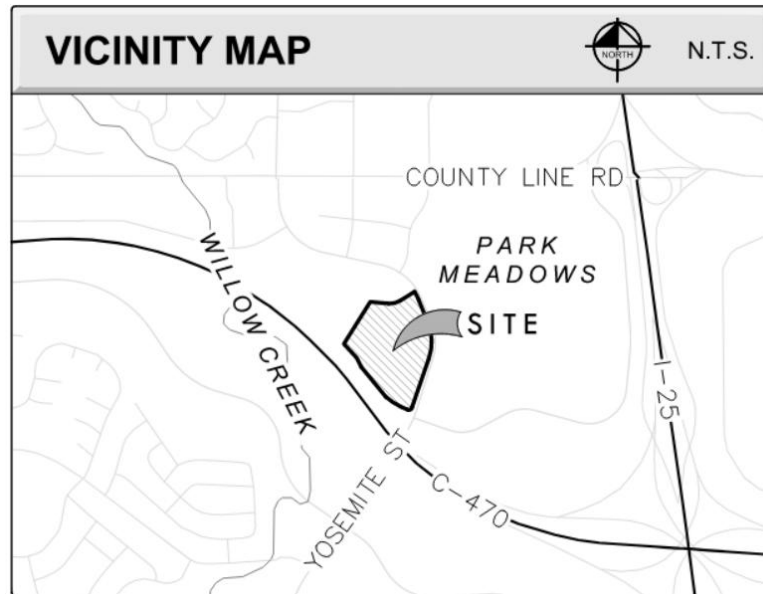 VICINITY MAP
NORTH
N.T.S.
COUNTY LINE RD
PARK
MEADOWS
WILLOW CREEK
SITE
I-25
YOSEMITE ST
C-470